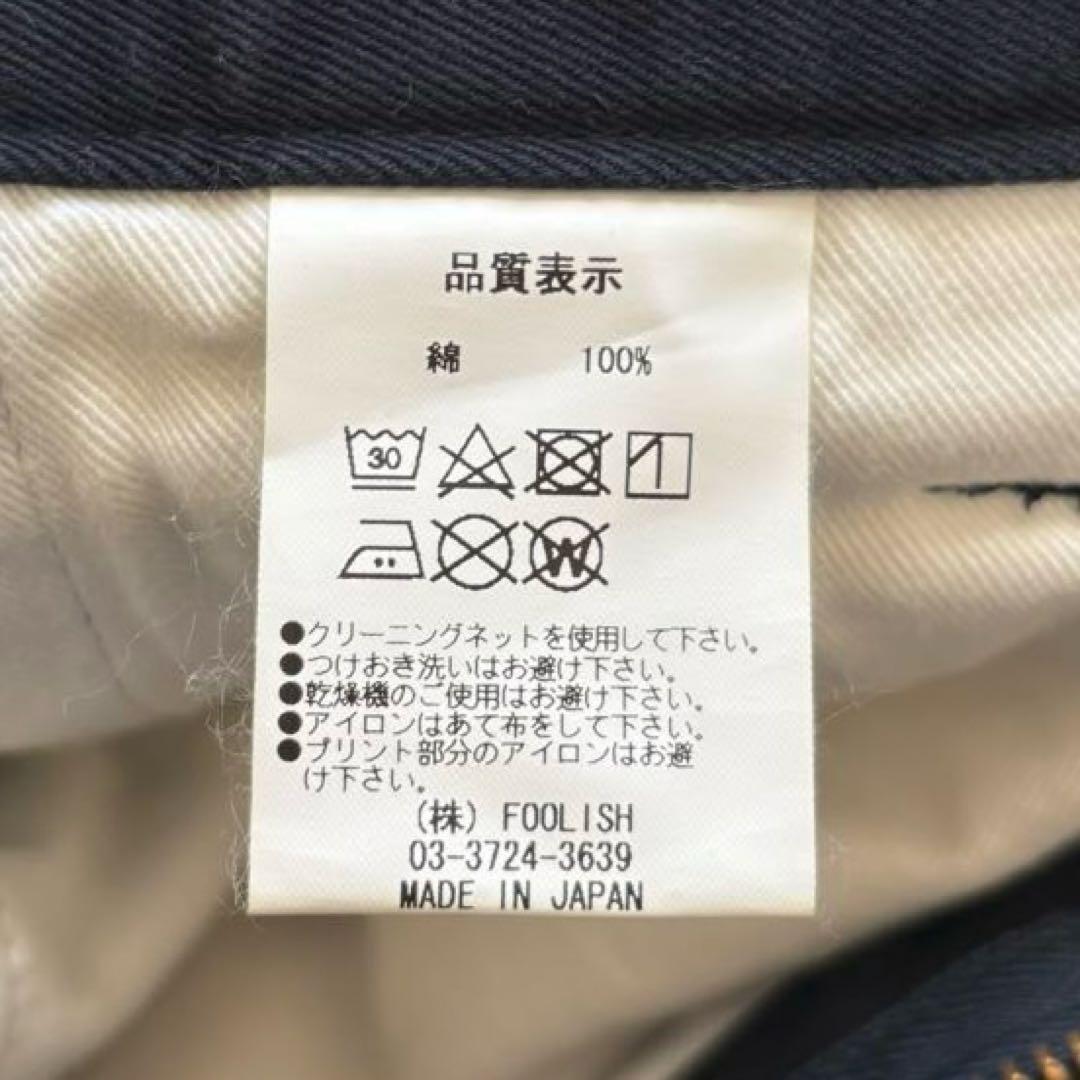 品質表示
綿 100%
30
W
●クリーニングネットを使用して下さい。
●つけおき洗いはお避け下さい。
●乾燥機のご使用はお避け下さい。
●アイロンはあて布をして下さい。
●プリント部分のアイロンはお避
け下さい。
(株) FOOLISH
03-3724-3639
MADE IN JAPAN